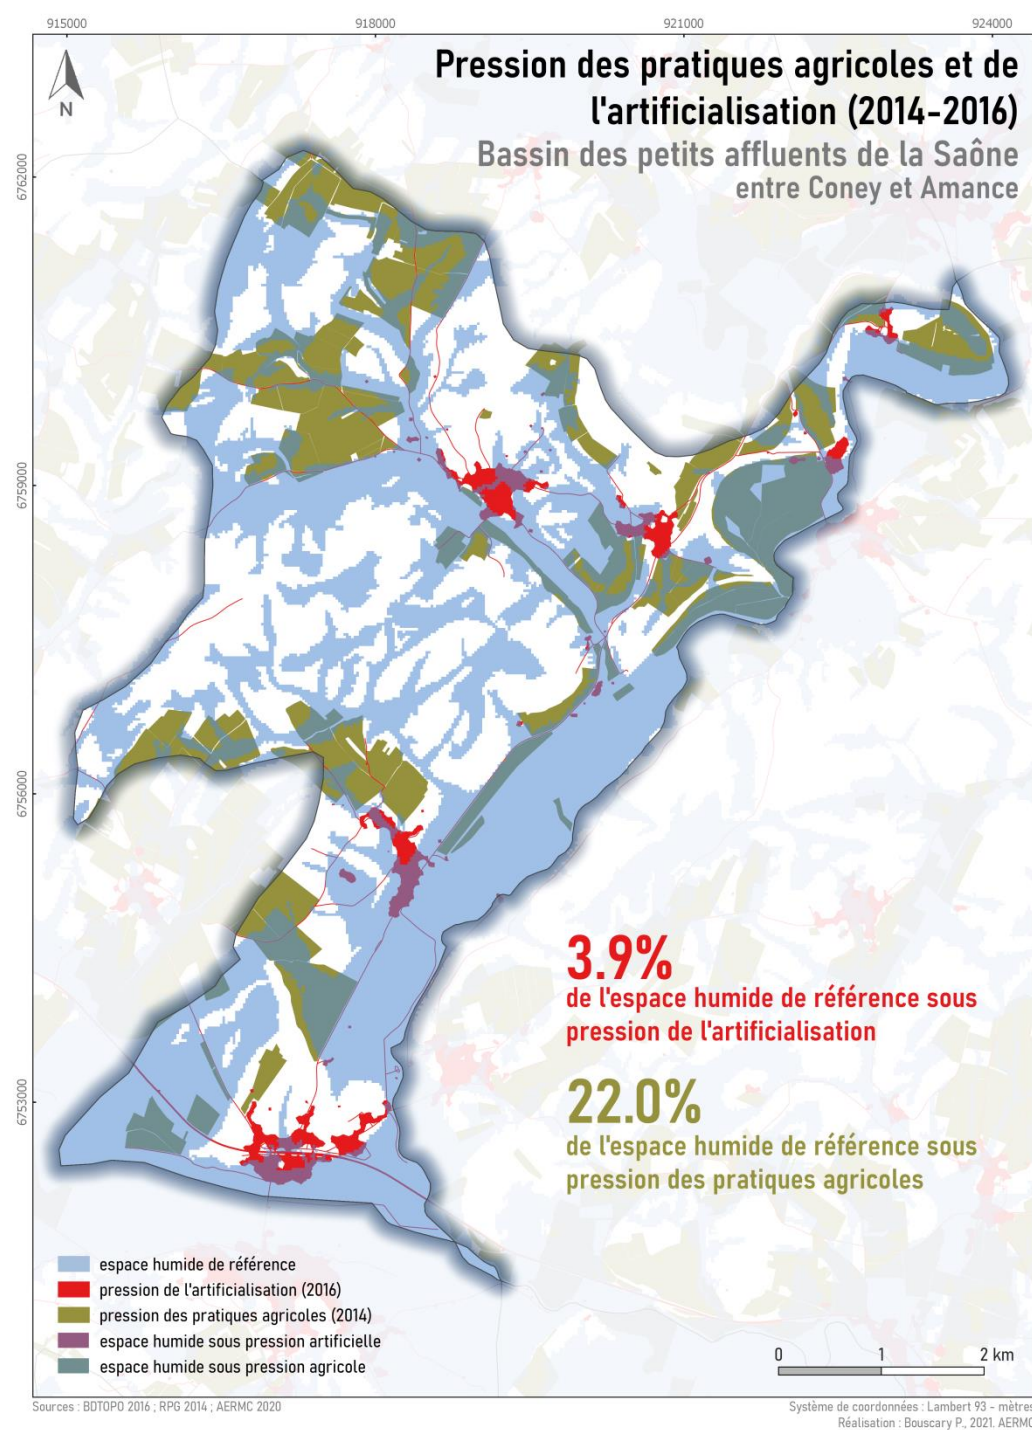 915000
918000
921000
924000
Pression des pratiques agricoles et de
l'artificialisation (2014-2016)
Bassin des petits affluents de la Saône
entre Coney et Amance
N
6762000
6759000
6756000
6753000
3.9%
de l'espace humide de référence sous
pression de l'artificialisation
22.0%
de l'espace humide de référence sous
pression des pratiques agricoles
espace humide de référence
pression de l'artificialisation (2016)
pression des pratiques agricoles (2014)
espace humide sous pression artificielle
espace humide sous pression agricole
0 1 2 km
Sources : BDTOPO 2016 ; RPG 2014 ; AERMC 2020
Système de coordonnées : Lambert 93 - mètres
Réalisation : Bouscary P., 2021. AERMC